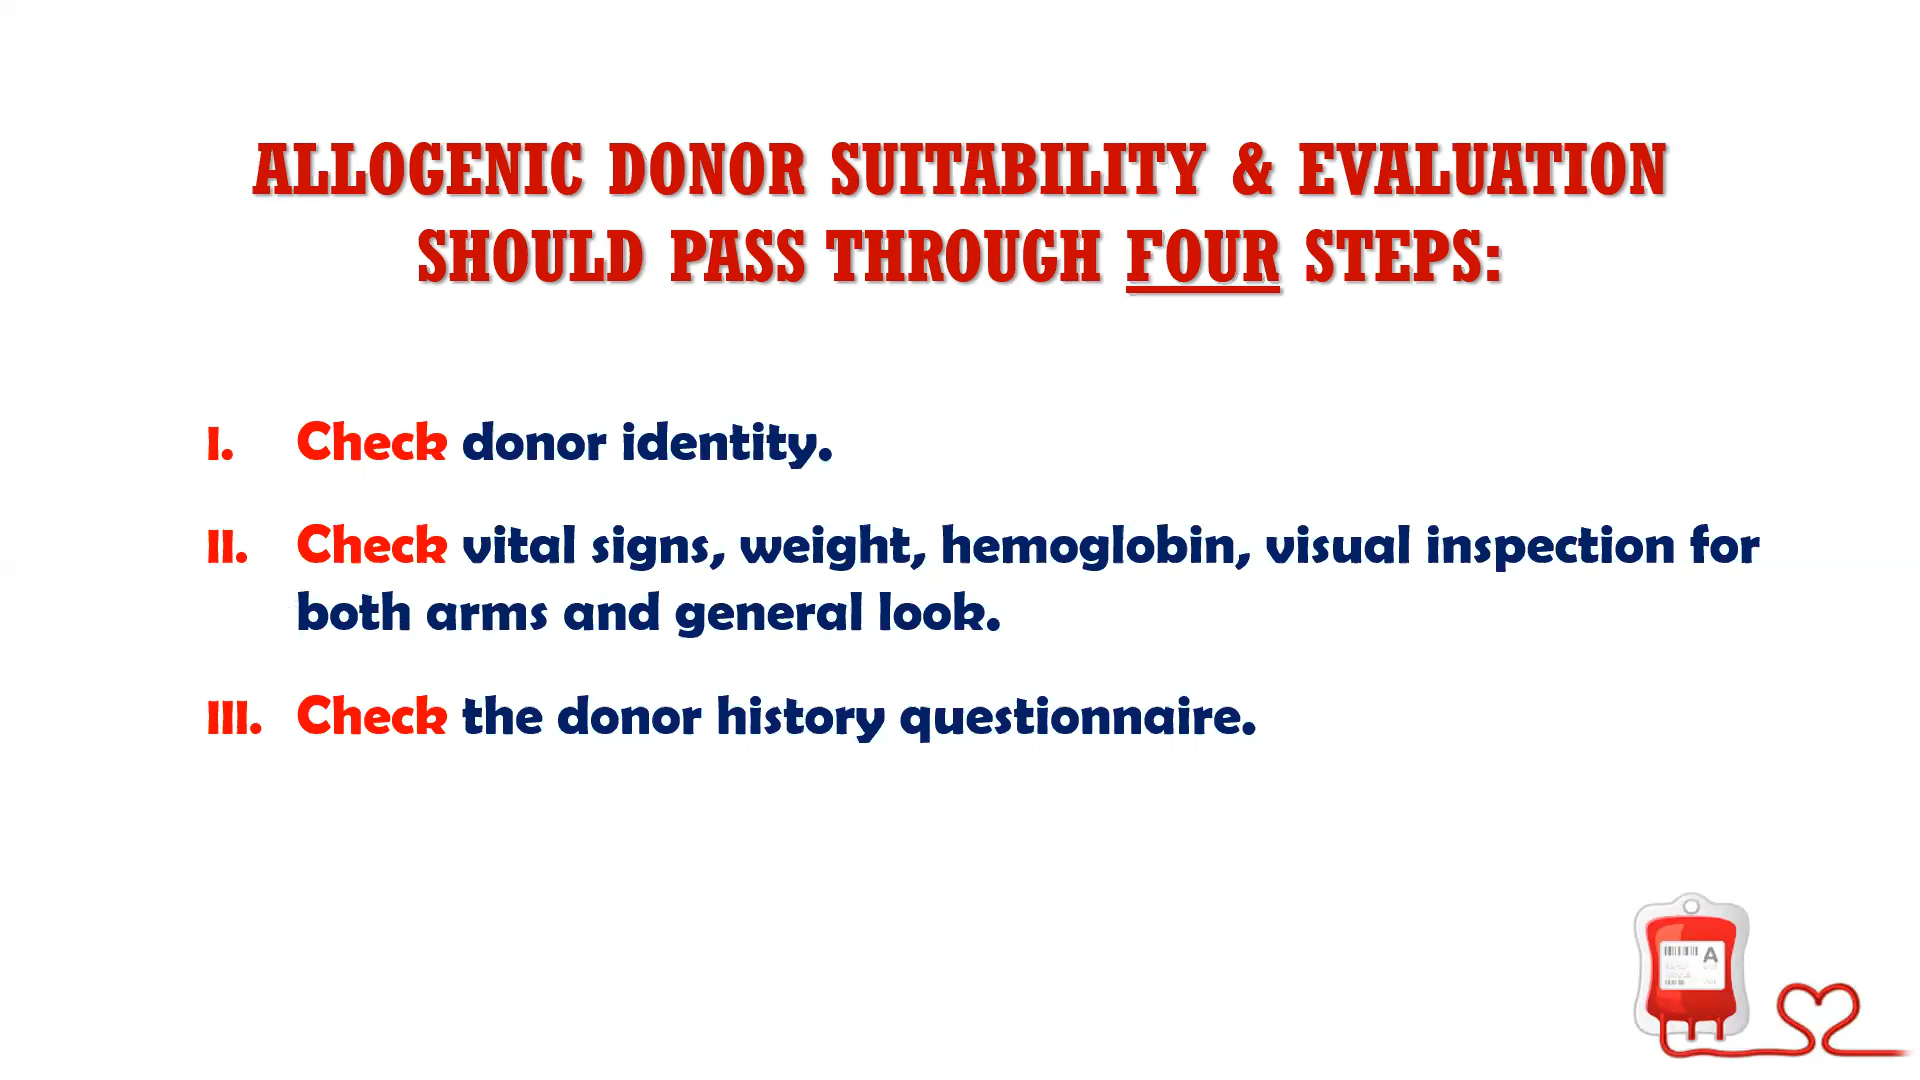 ALLOGENIC DONOR SUITABILITY & EVALUATION
SHOULD PASS THROUGH FOUR STEPS:
I. Check donor identity.
II. Check vital signs, weight, hemoglobin, visual inspection for
both arms and general look.
III. Check the donor history questionnaire.
A